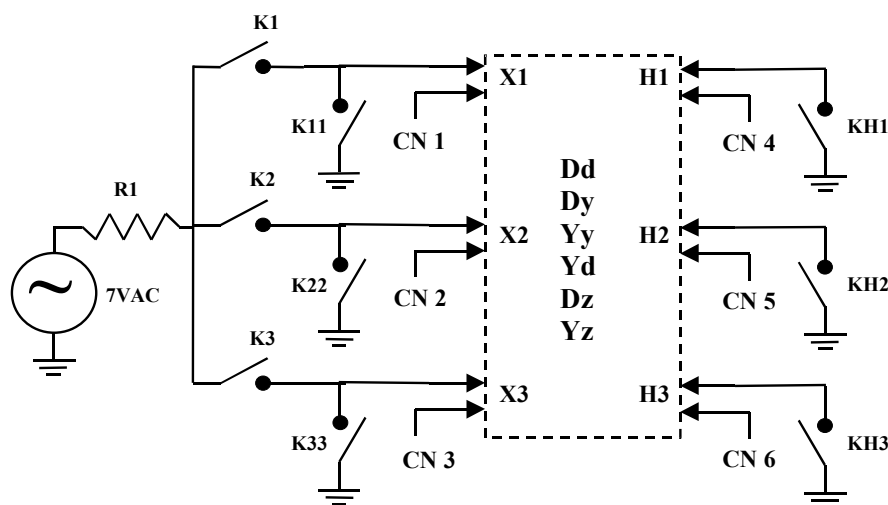 K1
X1
H1
K11
CN 1
CN 4
KH1
R1
K2
Dd
Dy
Yy
Yd
Dz
Yz
X2
H2
7VAC
K22
CN 2
CN 5
KH2
K3
X3
H3
K33
CN 3
CN 6
KH3